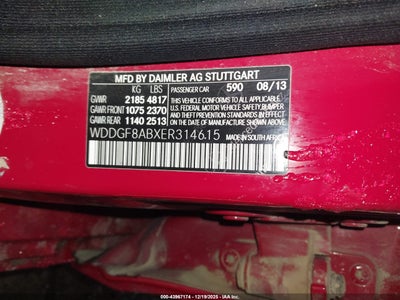 MFD BY DAIMLER AG STUTTGART
KG LBS PASSENGER CAR 590 08/13
GVWR 2185 4817 THIS VEHICLE CONFORMS TO ALL APPLICABLE
GAWR FRONT 1075 2370 U.S. FEDERAL MOTOR VEHICLE SAFETY, BUMPER,
GAWR REAR 1140 2513 AND THEFT PREVENTION STANDARDS IN EFFECT
ON THE DATE OF MANUFACTURE SHOWN ABOVE.
WDDGF8ABXER314615
MADE IN SOUTH AFRICA
000-43967174 - 12/19/2025 - IAA Inc.